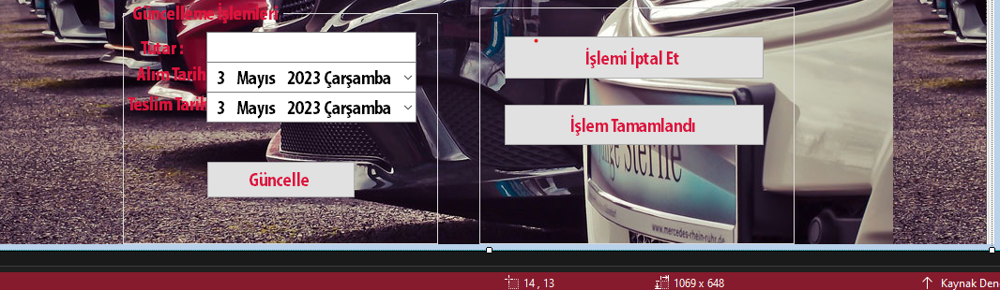 Güncelleme İşlemleri
Tutar :
Alım Tarih
3 Mayıs 2023 Çarşamba
Teslim Tarih
3 Mayıs 2023 Çarşamba
Güncelle
İşlemi İptal Et
İşlem Tamamlandı
Sterne
www.mercedes-rhein-ruhr.de
14 , 13
1069 x 648
Kaynak Den